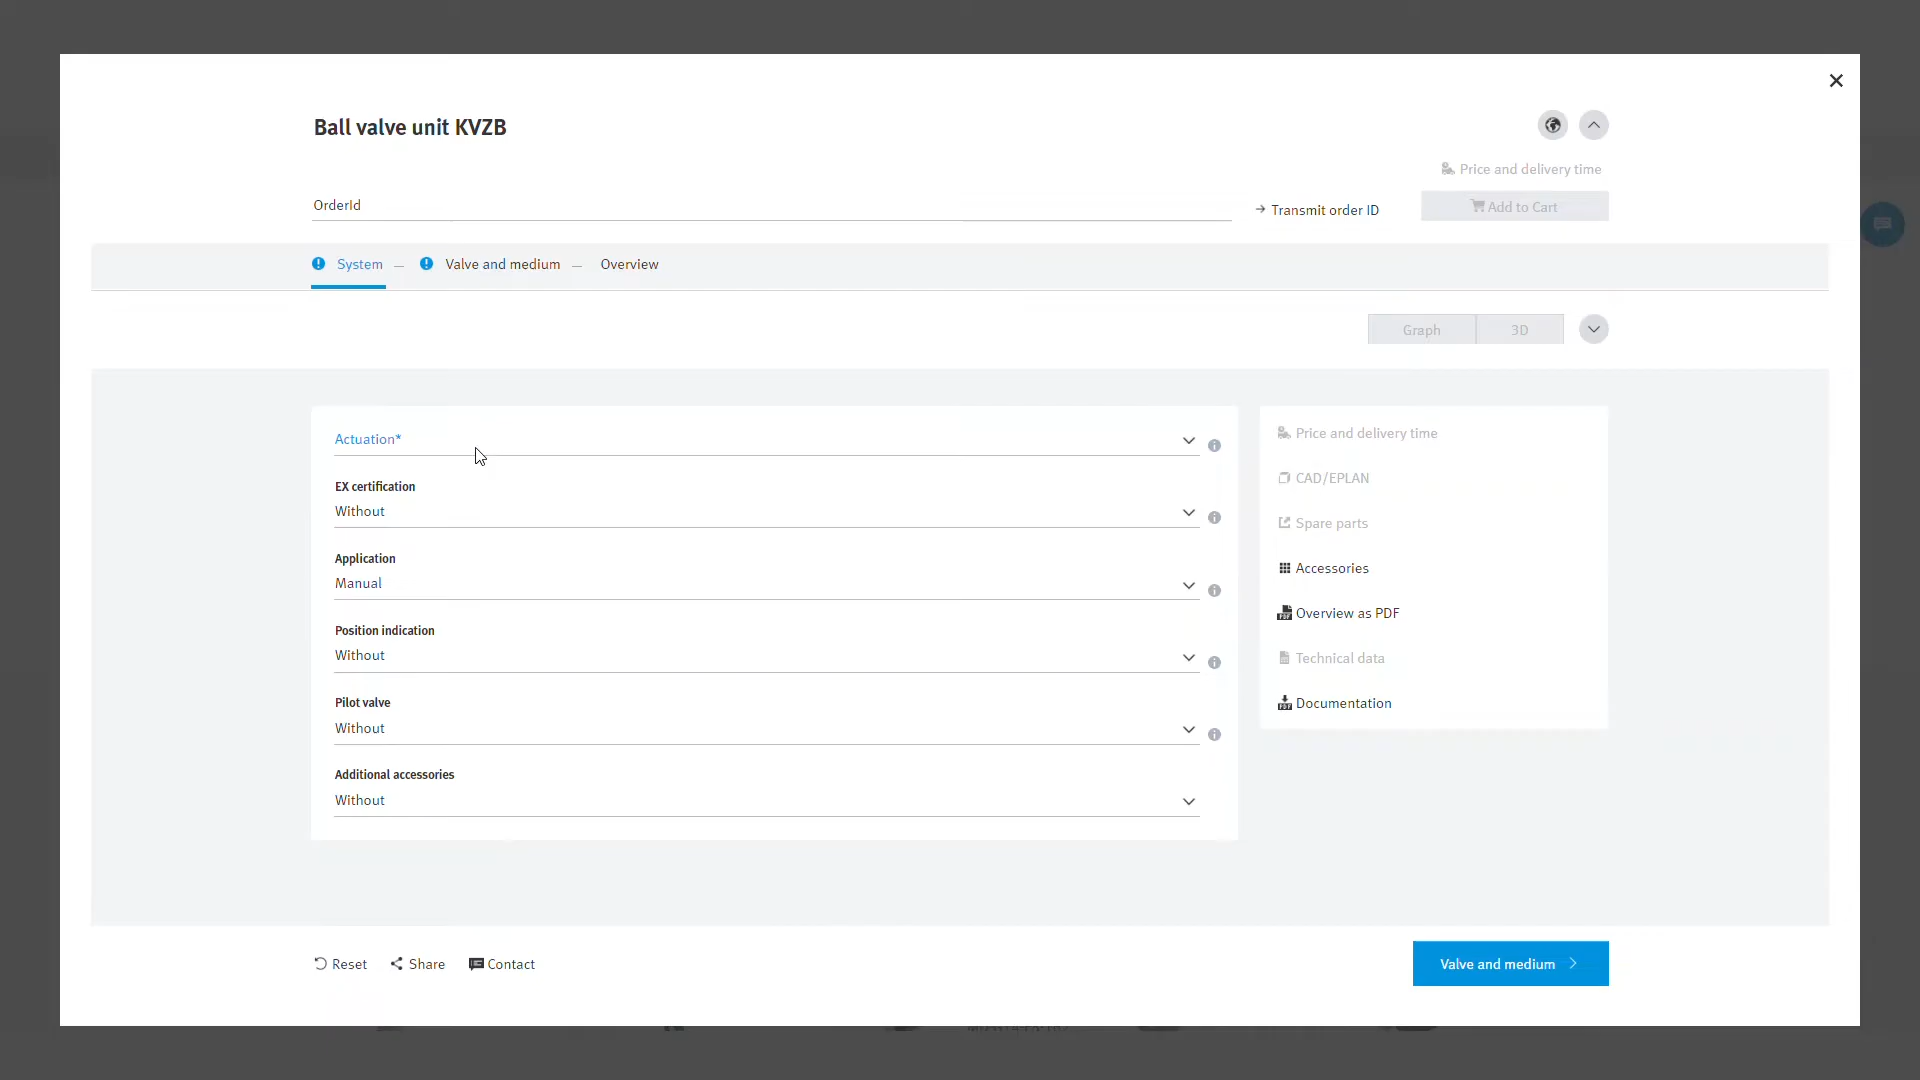 Ball valve unit KVZB
Price and delivery time
OrderId
Transmit order ID
Add to Cart
System
Valve and medium
Overview
Graph
3D
Actuation*
EX certification
Without
Application
Manual
Position indication
Without
Pilot valve
Without
Additional accessories
Without
Price and delivery time
CAD/EPLAN
Spare parts
Accessories
Overview as PDF
Technical data
Documentation
Reset
Share
Contact
Valve and medium